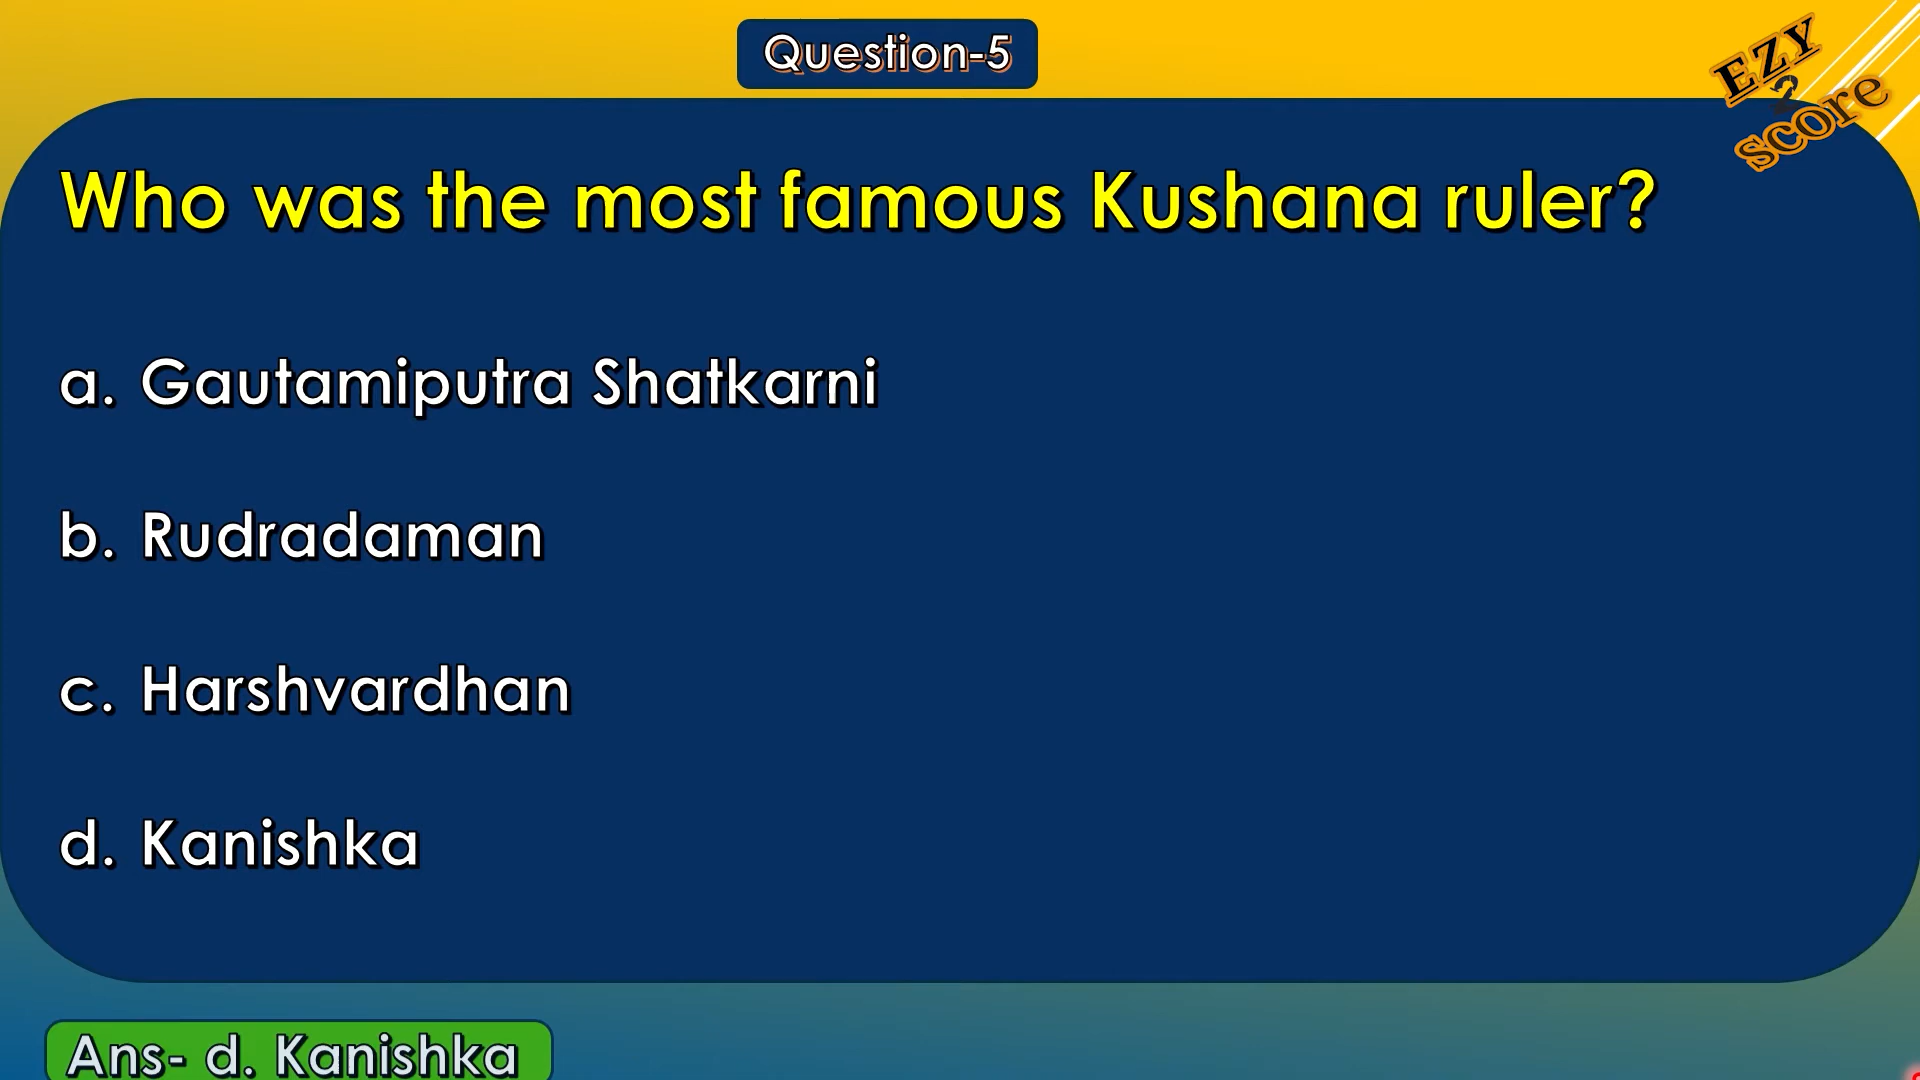 Question-5
EZY
2
score
Who was the most famous Kushana ruler?
a. Gautamiputra Shatkarni
b. Rudradaman
c. Harshvardhan
d. Kanishka
Ans- d. Kanishka